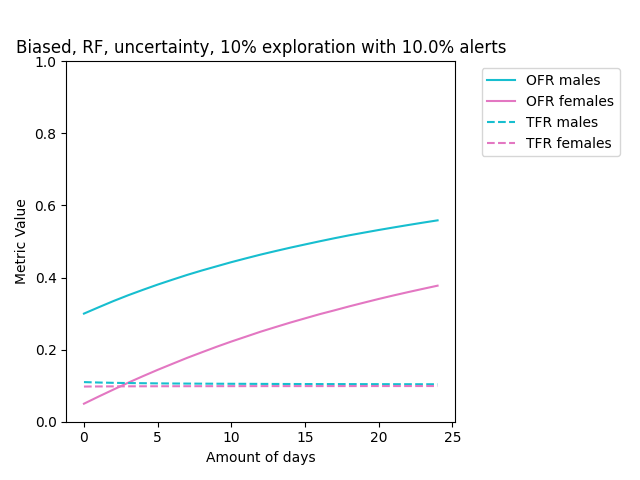 Biased, RF, uncertainty, 10% exploration with 10.0% alerts
OFR males
OFR females
TFR males
TFR females
Metric Value
1.0
0.8
0.6
0.4
0.2
0.0
0
5
10
15
20
25
Amount of days